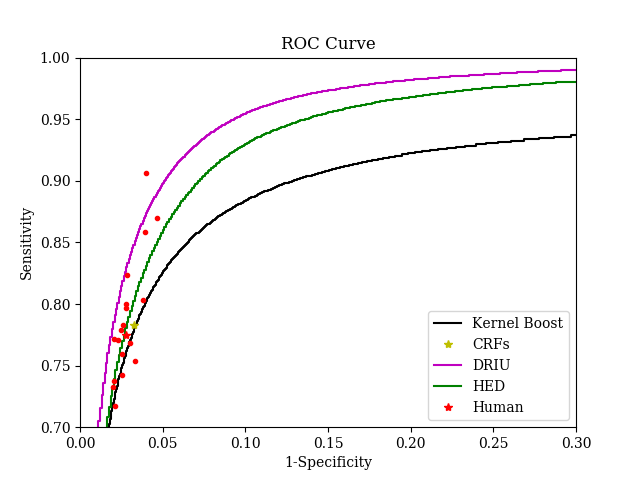 ROC Curve
1.00
0.95
0.90
0.85
0.80
0.75
0.70
Sensitivity
Kernel Boost
CRFs
DRIU
HED
Human
0.00 0.05 0.10 0.15 0.20 0.25 0.30
1-Specificity